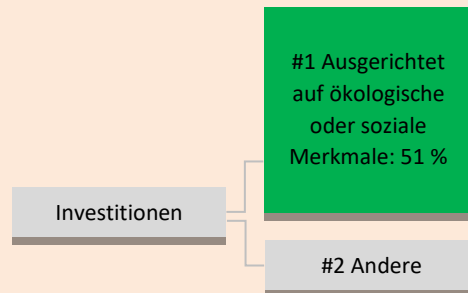 #1 Ausgerichtet
auf ökologische
oder soziale
Merkmale: 51 %
Investitionen
#2 Andere